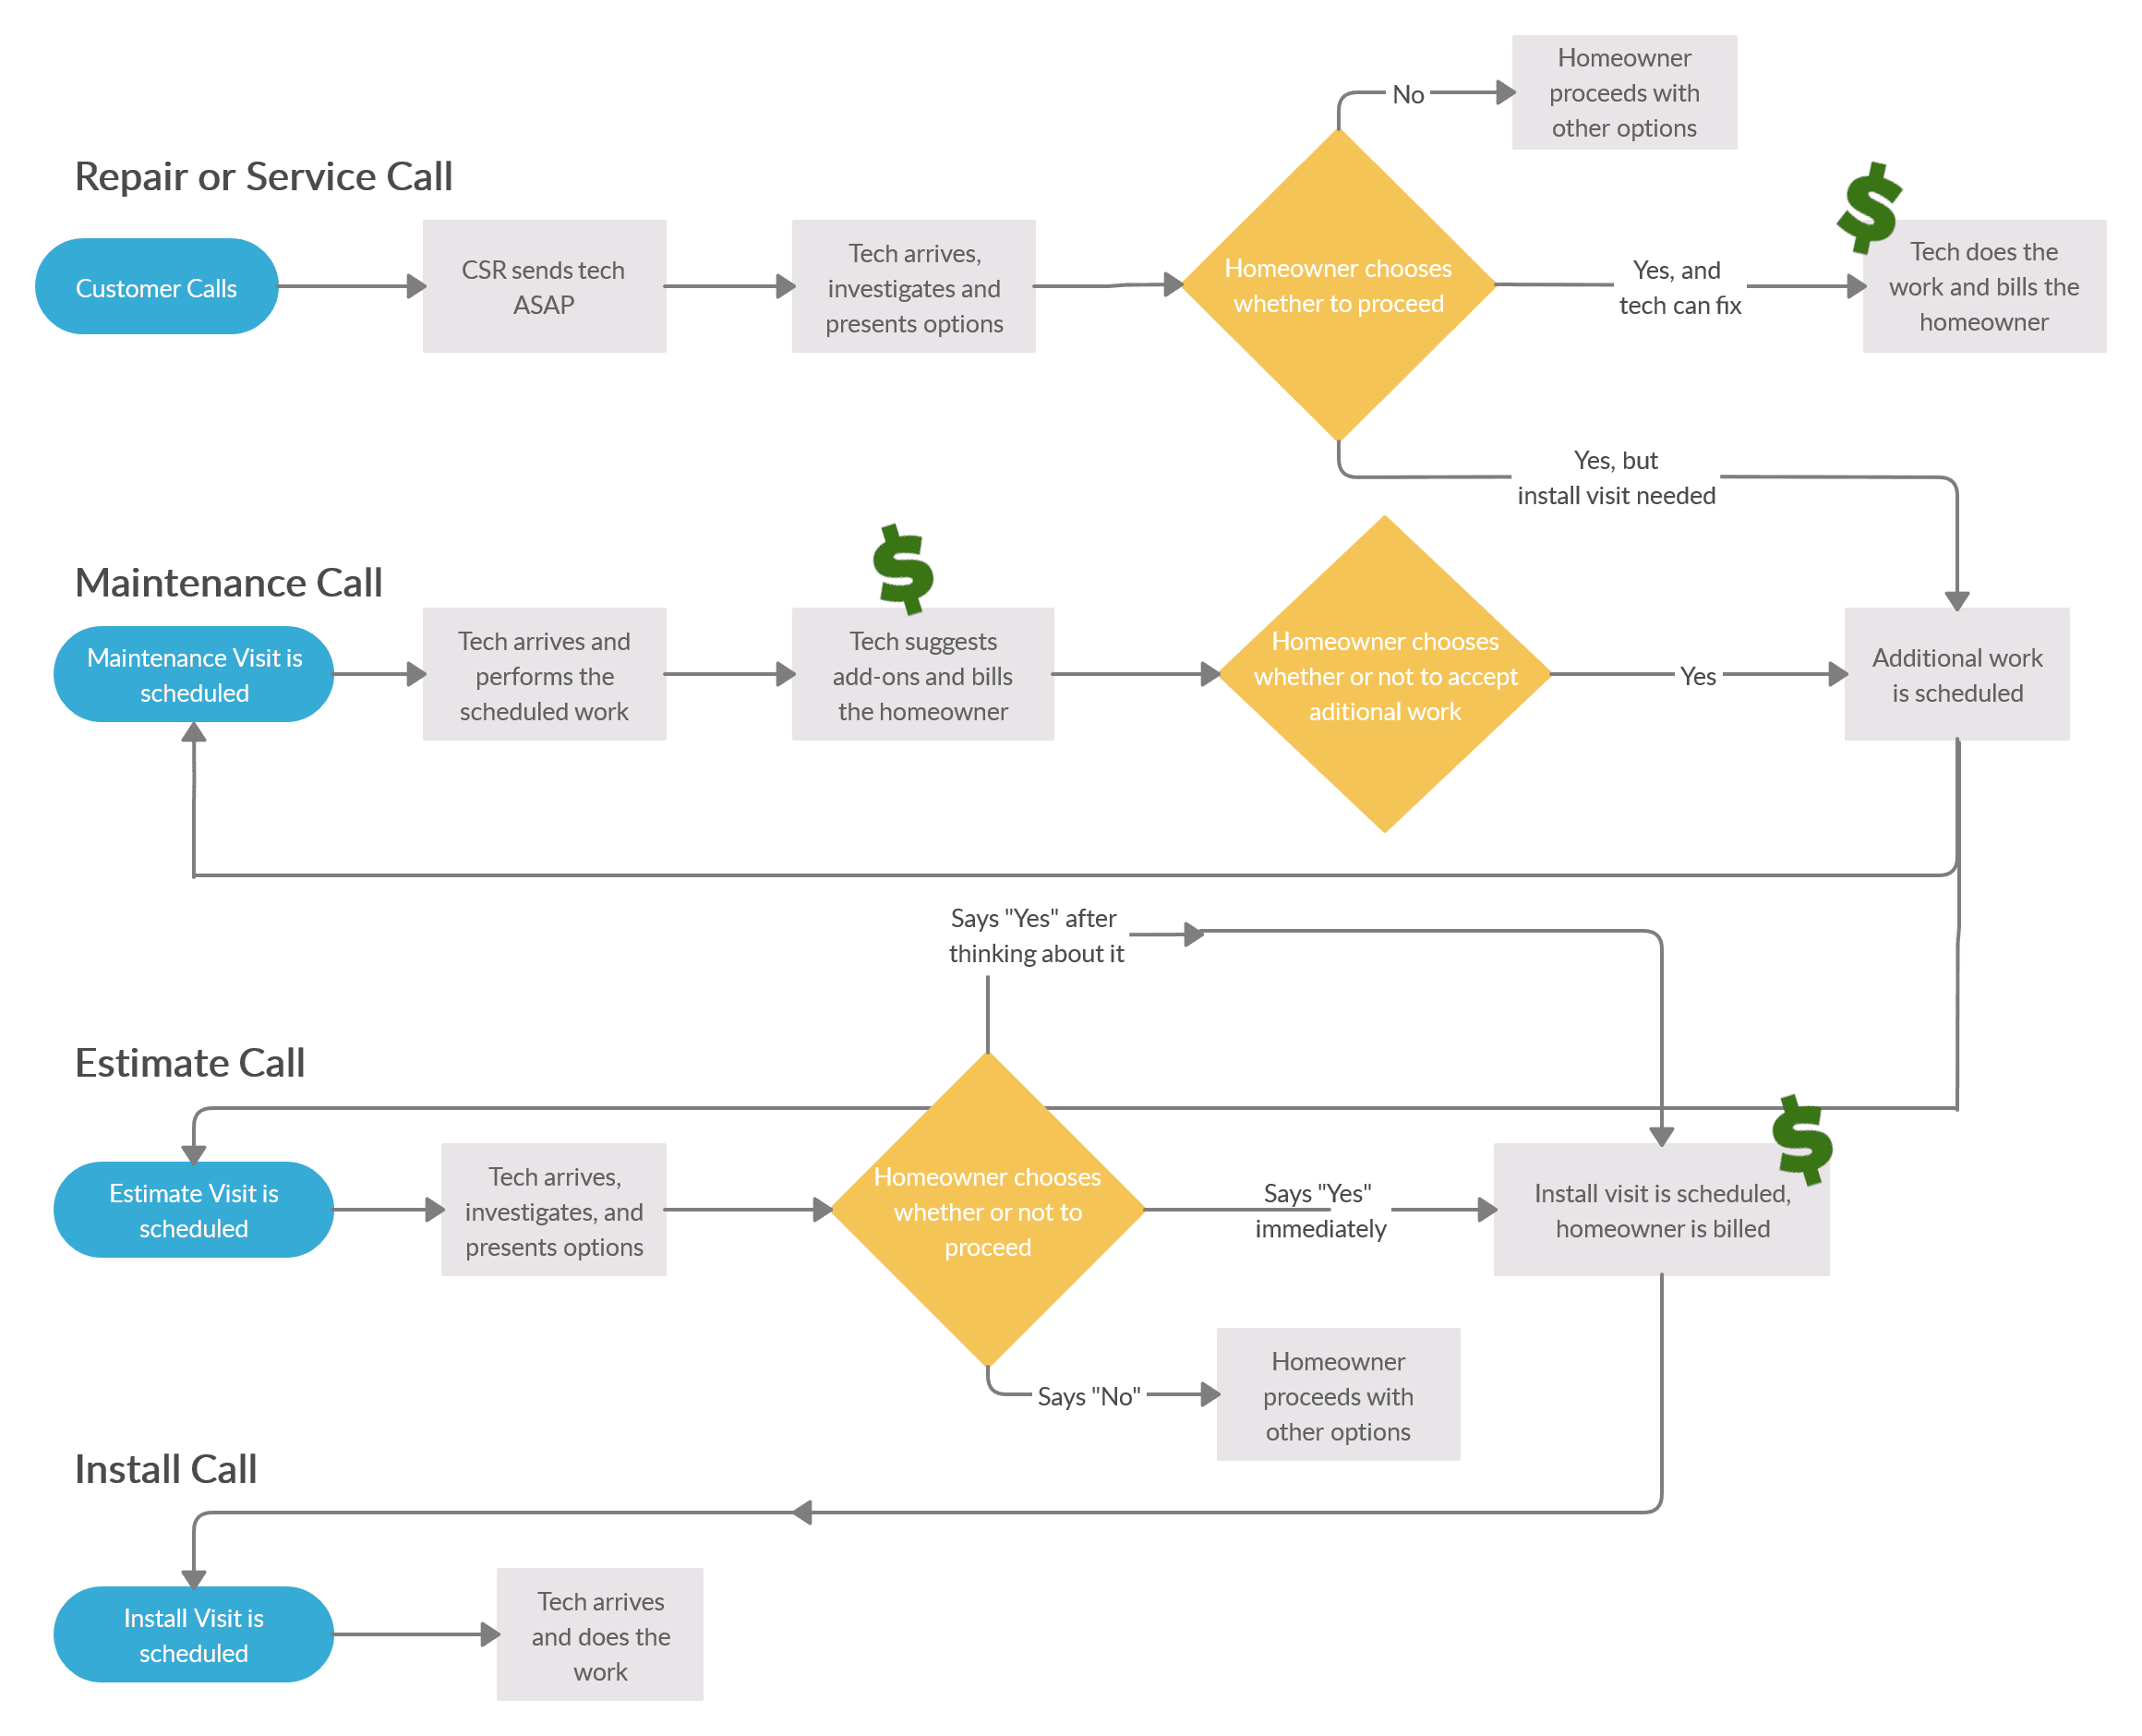 Homeowner
proceeds with
other options
No
Repair or Service Call
Customer Calls
CSR sends tech
ASAP
Tech arrives,
investigates and
presents options
Homeowner chooses
whether to proceed
Yes, and
tech can fix
$
Tech does the
work and bills the
homeowner
Yes, but
install visit needed
Maintenance Call
Maintenance Visit is
scheduled
Tech arrives and
performs the
scheduled work
$
Tech suggests
add-ons and bills
the homeowner
Homeowner chooses
whether or not to accept
aditional work
Yes
Additional work
is scheduled
Says "Yes" after
thinking about it
Estimate Call
Estimate Visit is
scheduled
Tech arrives,
investigates, and
presents options
Homeowner chooses
whether or not to
proceed
Says "Yes"
immediately
$
Install visit is scheduled,
homeowner is billed
Says "No"
Homeowner
proceeds with
other options
Install Call
Install Visit is
scheduled
Tech arrives
and does the
work